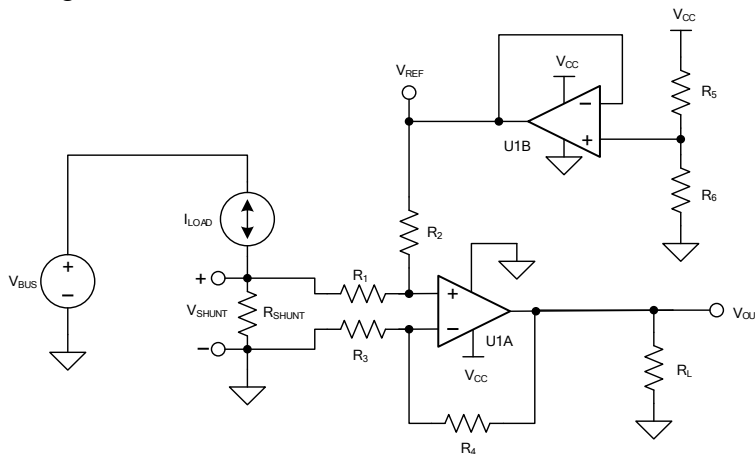 VCC
VCC
VREF
R5
U1B
R6
ILOAD
R2
VBUS
R1
VSHUNT
RSHUNT
U1A
VOU
R3
VCC
RL
R4